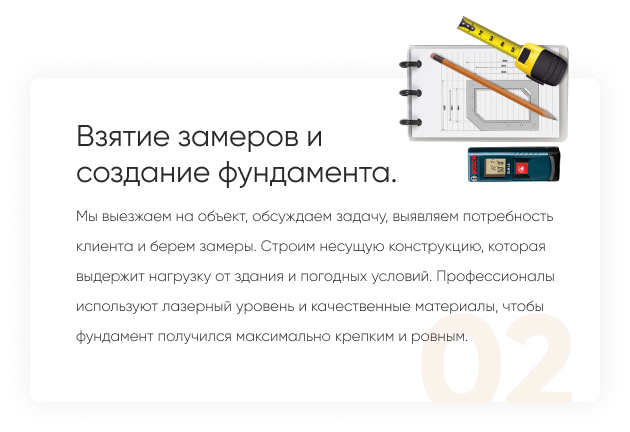 Взятие замеров и
создание фундамента.
Мы выезжаем на объект, обсуждаем задачу, выявляем потребность
клиента и берем замеры. Строим несущую конструкцию, которая
выдержит нагрузку от здания и погодных условий. Профессионалы
используют лазерный уровень и качественные материалы, чтобы
фундамент получился максимально крепким и ровным.
02